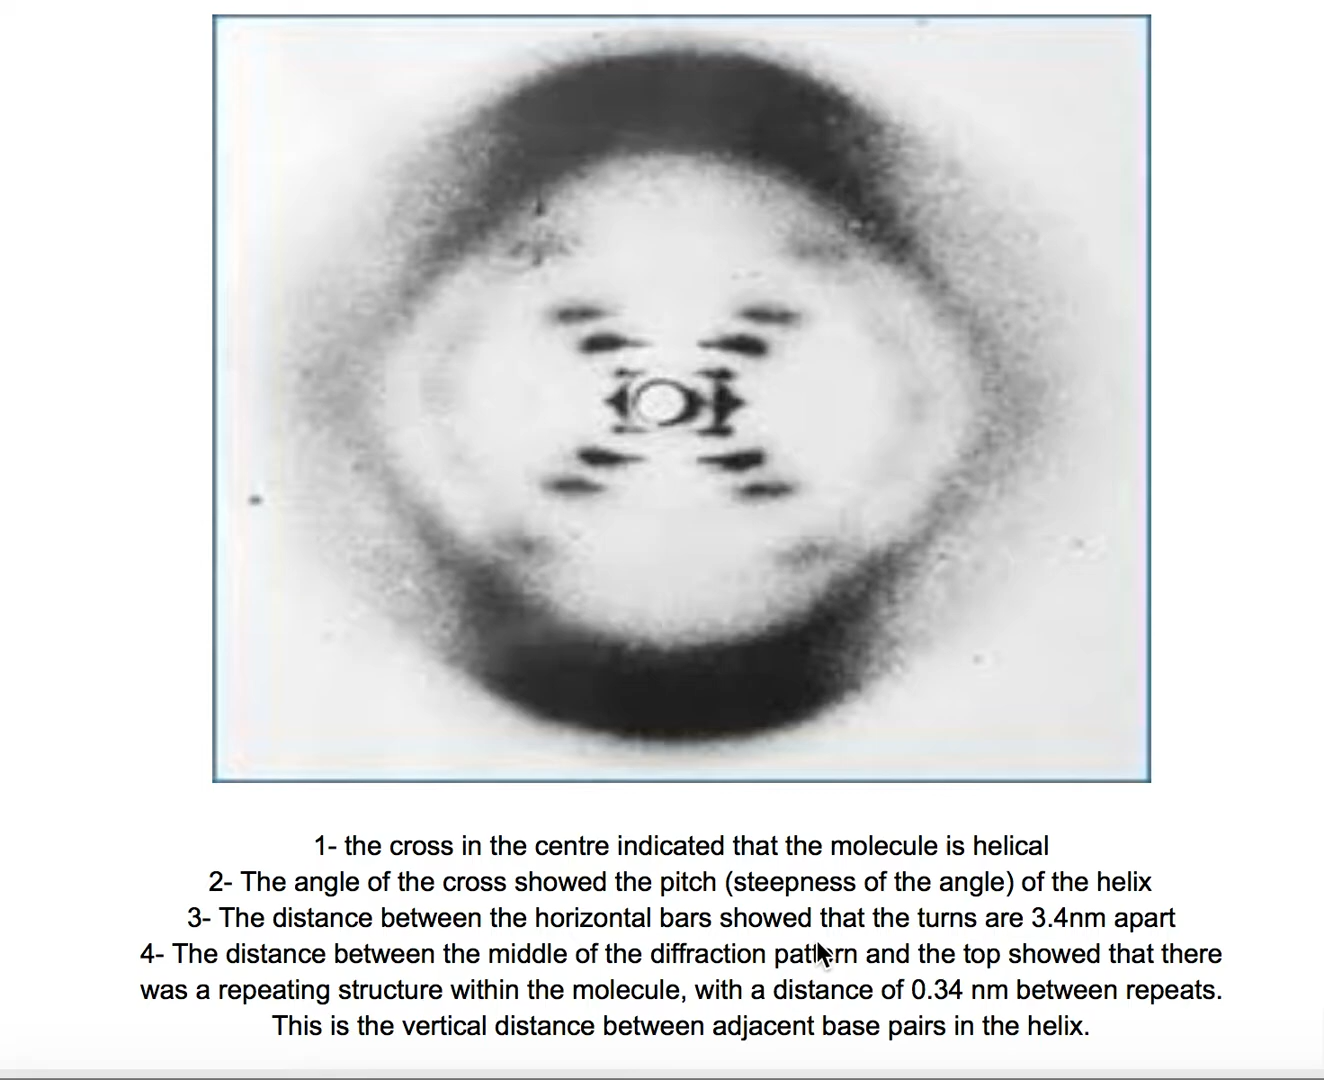 1- the cross in the centre indicated that the molecule is helical
2- The angle of the cross showed the pitch (steepness of the angle) of the helix
3- The distance between the horizontal bars showed that the turns are 3.4nm apart
4- The distance between the middle of the diffraction pattern and the top showed that there
was a repeating structure within the molecule, with a distance of 0.34 nm between repeats.
This is the vertical distance between adjacent base pairs in the helix.